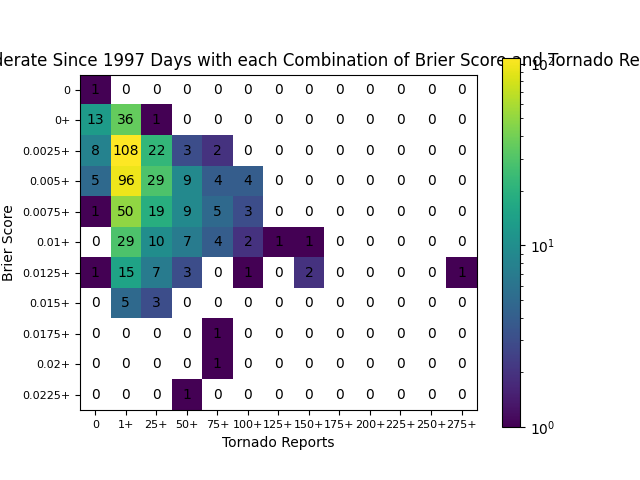 derate Since 1997 Days with each Combination of Brier Score and Tornado Re
0 1 0 0 0 0 0 0 0 0 0 0 0 0
0+ 13 36 1 0 0 0 0 0 0 0 0 0 0
0.0025+ 8 108 22 3 2 0 0 0 0 0 0 0 0
0.005+ 5 96 29 9 4 4 0 0 0 0 0 0 0
0.0075+ 1 50 19 9 5 3 0 0 0 0 0 0 0
0.01+ 0 29 10 7 4 2 1 1 0 0 0 0 0
0.0125+ 1 15 7 3 0 1 0 2 0 0 0 0 1
0.015+ 0 5 3 0 0 0 0 0 0 0 0 0 0
0.0175+ 0 0 0 0 1 0 0 0 0 0 0 0 0
0.02+ 0 0 0 0 1 0 0 0 0 0 0 0 0
0.0225+ 0 0 0 1 0 0 0 0 0 0 0 0 0
0 1+ 25+ 50+ 75+ 100+ 125+ 150+ 175+ 200+ 225+ 250+ 275+
Tornado Reports
Brier Score
10²
10¹
10⁰